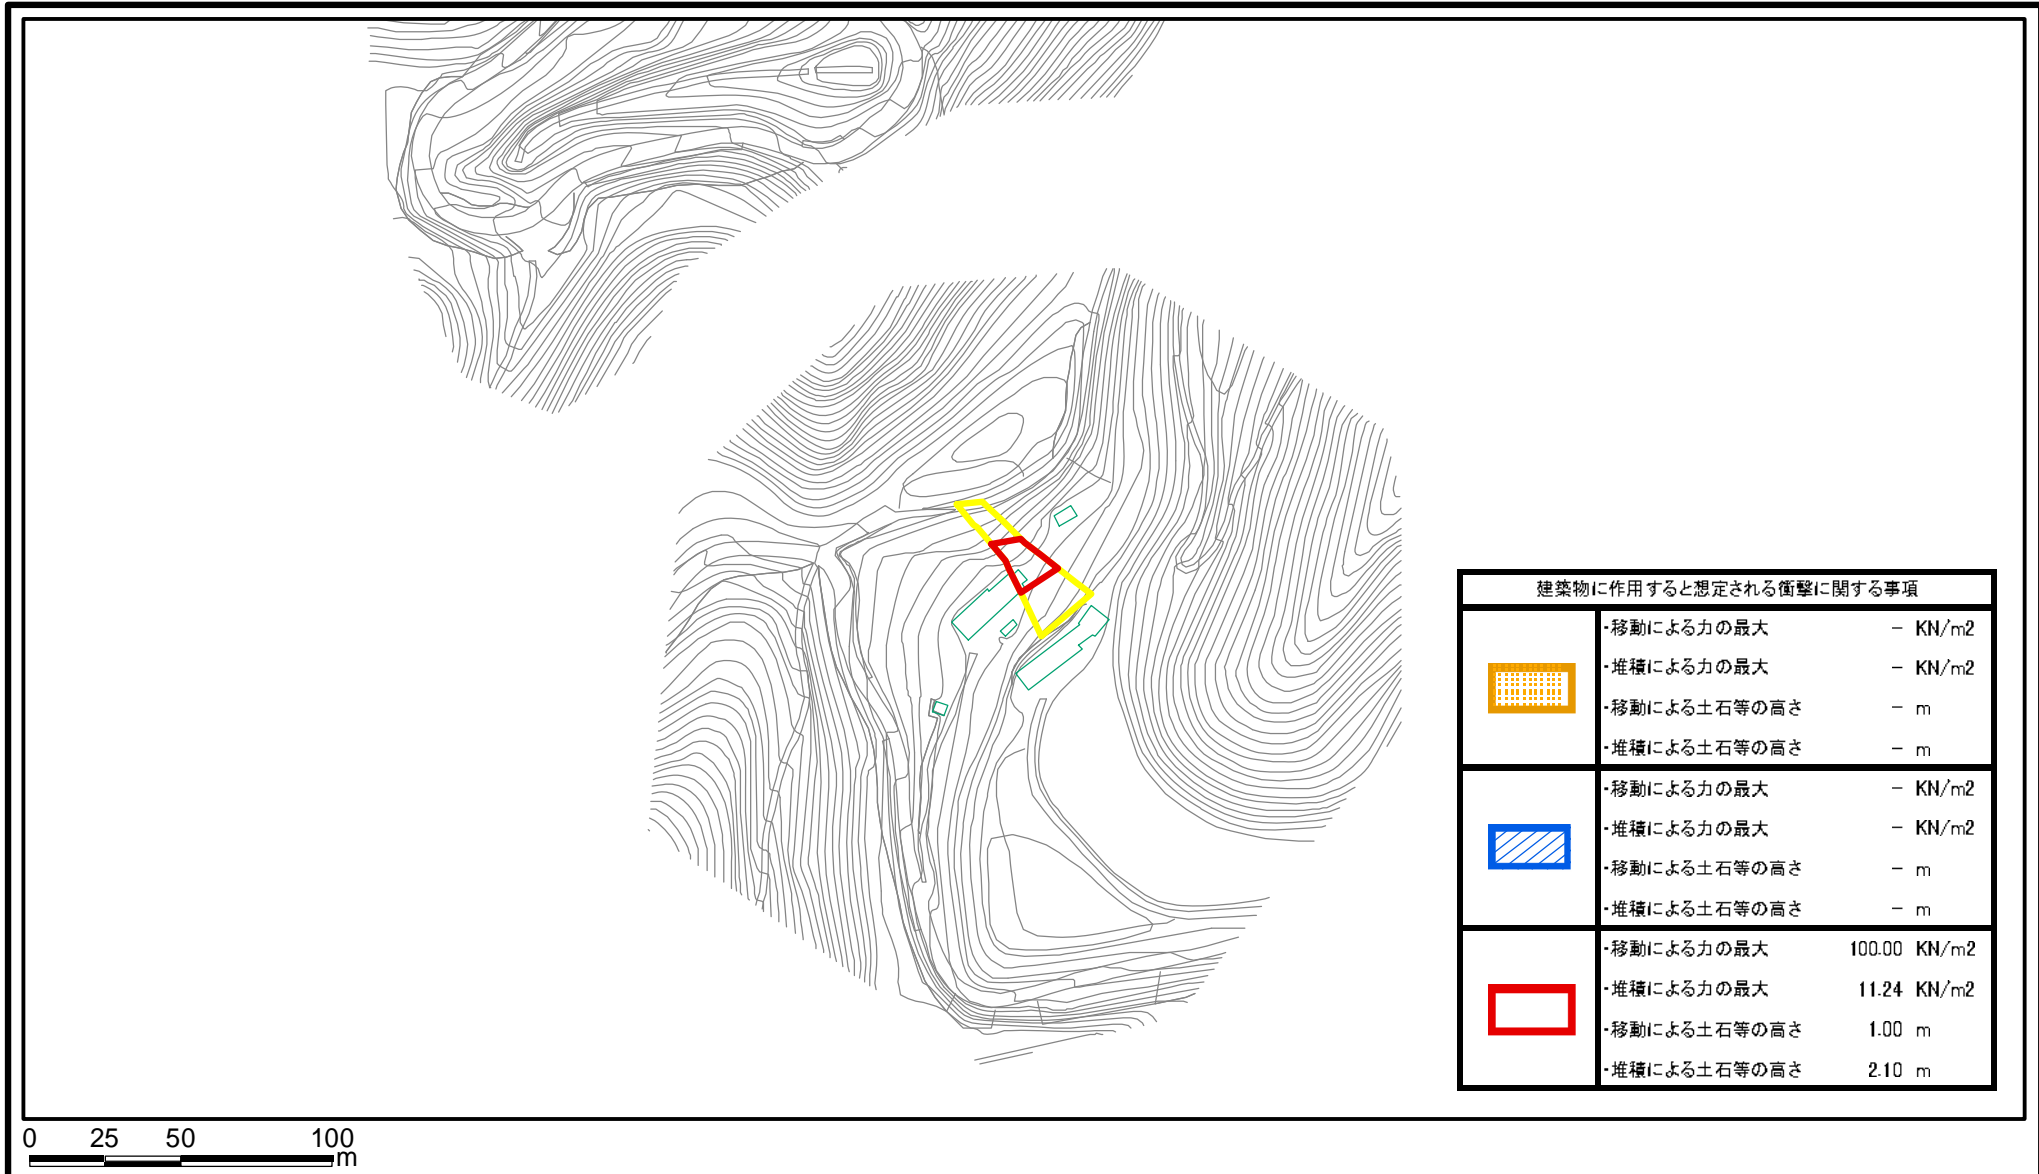 建築物に作用すると想定される衝撃に関する事項
・移動による力の最大 － KN/m2
・堆積による力の最大 － KN/m2
・移動による土石等の高さ － m
・堆積による土石等の高さ － m
・移動による力の最大 － KN/m2
・堆積による力の最大 － KN/m2
・移動による土石等の高さ － m
・堆積による土石等の高さ － m
・移動による力の最大 100.00 KN/m2
・堆積による力の最大 11.24 KN/m2
・移動による土石等の高さ 1.00 m
・堆積による土石等の高さ 2.10 m
0 25 50 100
m